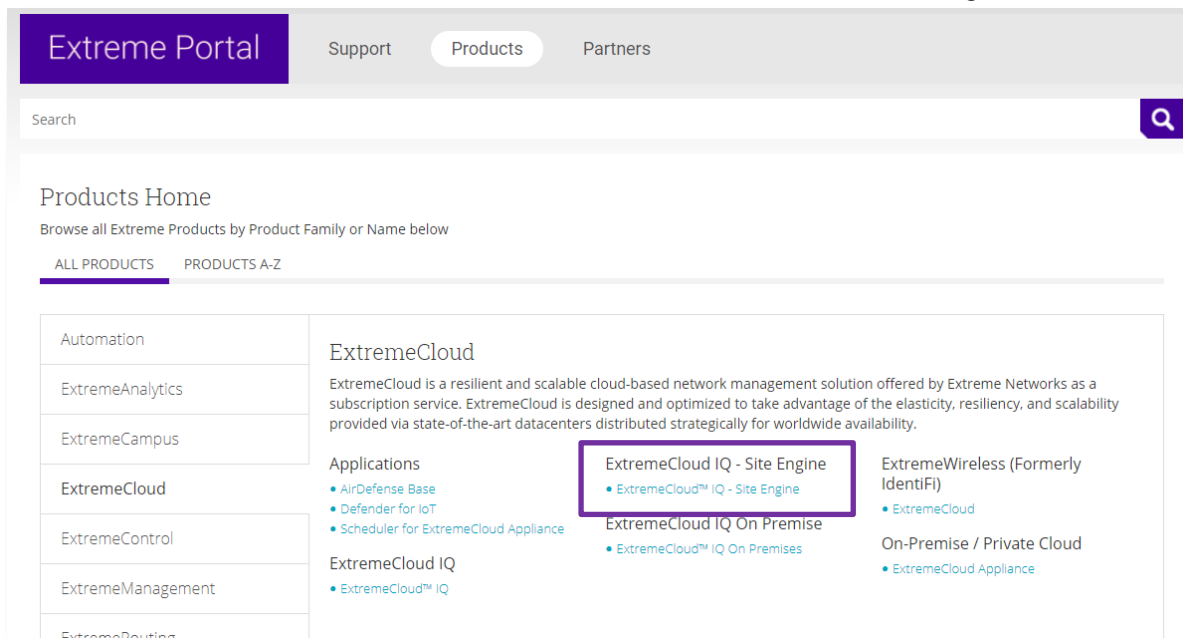 Extreme Portal
Support
Products
Partners
Search
Products Home
Browse all Extreme Products by Product Family or Name below
ALL PRODUCTS
PRODUCTS A-Z
Automation
ExtremeAnalytics
ExtremeCampus
ExtremeCloud
ExtremeControl
ExtremeManagement
ExtremeRouting
ExtremeCloud
ExtremeCloud is a resilient and scalable cloud-based network management solution offered by Extreme Networks as a
subscription service. ExtremeCloud is designed and optimized to take advantage of the elasticity, resiliency, and scalability
provided via state-of-the-art datacenters distributed strategically for worldwide availability.
Applications
• AirDefense Base
• Defender for IoT
• Scheduler for ExtremeCloud Appliance
ExtremeCloud IQ
• ExtremeCloud™ IQ
ExtremeCloud IQ - Site Engine
• ExtremeCloud™ IQ - Site Engine
ExtremeCloud IQ On Premise
• ExtremeCloud™ IQ On Premises
ExtremeWireless (Formerly
IdentiFi)
• ExtremeCloud
On-Premise / Private Cloud
• ExtremeCloud Appliance